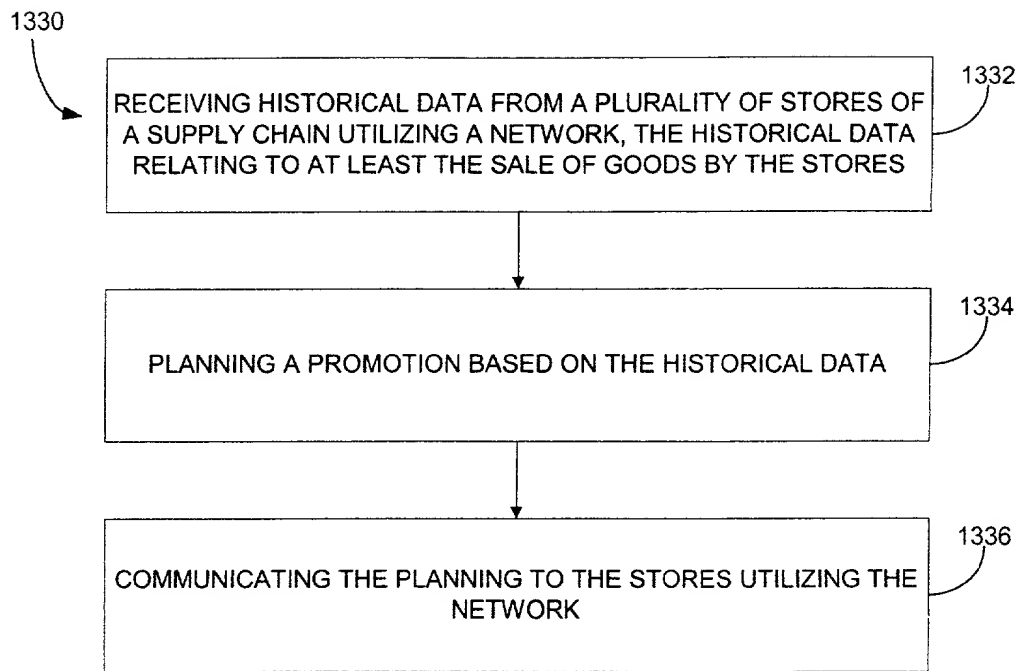 1330
1332
RECEIVING HISTORICAL DATA FROM A PLURALITY OF STORES OF
A SUPPLY CHAIN UTILIZING A NETWORK, THE HISTORICAL DATA
RELATING TO AT LEAST THE SALE OF GOODS BY THE STORES
1334
PLANNING A PROMOTION BASED ON THE HISTORICAL DATA
1336
COMMUNICATING THE PLANNING TO THE STORES UTILIZING THE
NETWORK